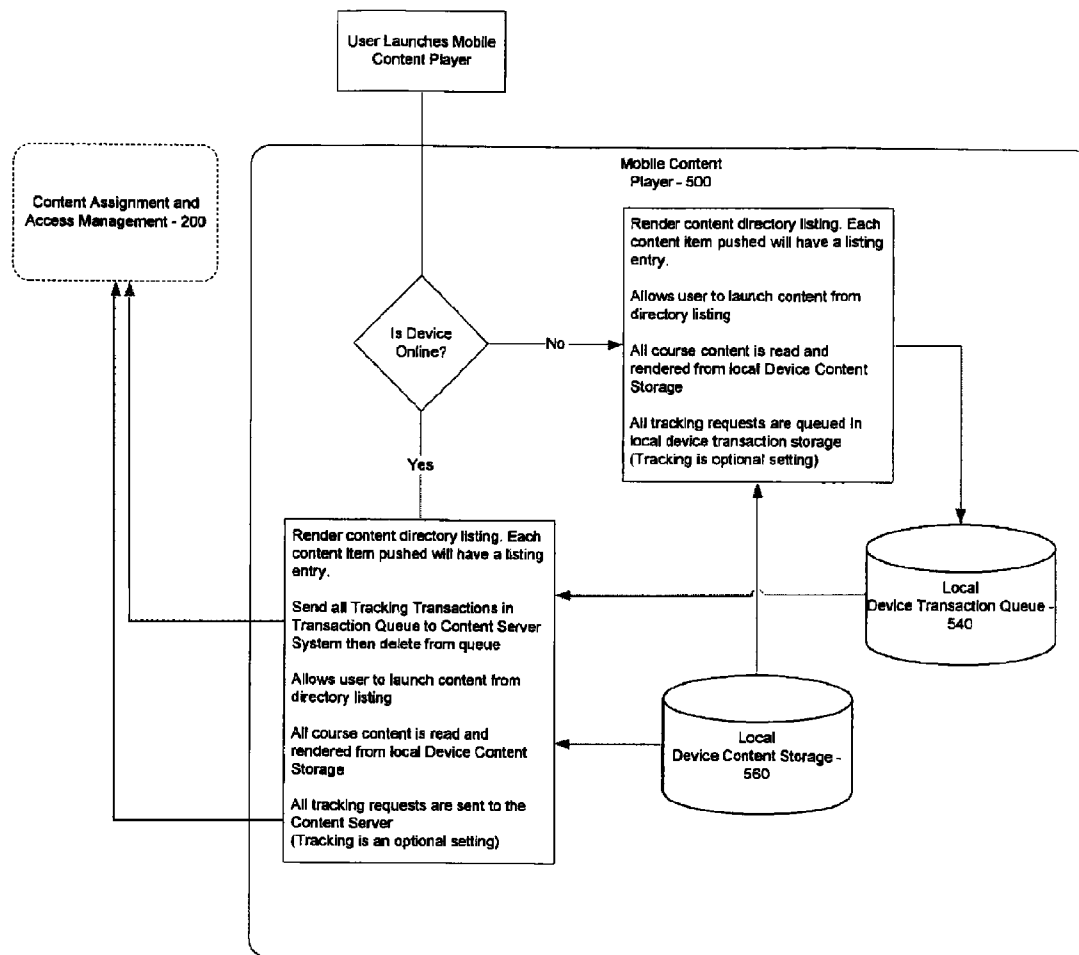 User Launches Mobile
Content Player
Content Assignment and
Access Management - 200
Mobile Content
Player - 500
Render content directory listing. Each
content item pushed will have a listing
entry.
Allows user to launch content from
directory listing
All course content is read and
rendered from local Device Content
Storage
All tracking requests are queued in
local device transaction storage
(Tracking is optional setting)
Is Device
Online?
No
Yes
Render content directory listing. Each
content item pushed will have a listing
entry.
Send all Tracking Transactions in
Transaction Queue to Content Server
System then delete from queue
Allows user to launch content from
directory listing
All course content is read and
rendered from local Device Content
Storage
All tracking requests are sent to the
Content Server
(Tracking is an optional setting)
Local
Device Transaction Queue -
540
Local
Device Content Storage -
560